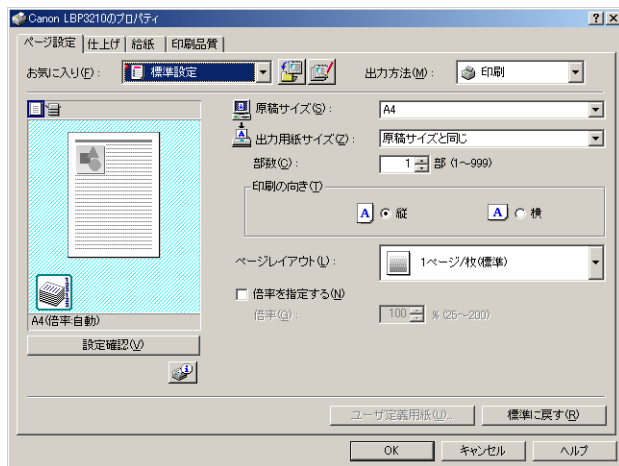 Canon LBP3210のプロパティ
ページ設定 仕上げ 給紙 印刷品質
お気に入り(F): 標準設定 出力方法(M): 印刷
原稿サイズ(S): A4
出力用紙サイズ(Z): 原稿サイズと同じ
部数(C): 1 部 (1～999)
印刷の向き(T)
A 縦 A 横
ページレイアウト(L): 1ページ/枚(標準)
倍率を指定する(N)
倍率(G): 100 % (25～200)
A4(倍率:自動)
設定確認(V)
ユーザ定義用紙(U)... 標準に戻す(R)
OK キャンセル ヘルプ